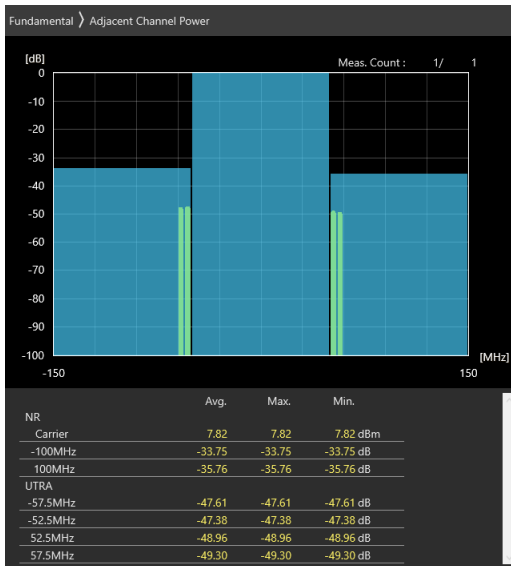 Fundamental 〉 Adjacent Channel Power
[dB]
Meas. Count : 1/ 1
0
-10
-20
-30
-40
-50
-60
-70
-80
-90
-100
[MHz]
-150 150
Avg. Max. Min.
NR
Carrier 7.82 7.82 7.82 dBm
-100MHz -33.75 -33.75 -33.75 dB
100MHz -35.76 -35.76 -35.76 dB
UTRA
-57.5MHz -47.61 -47.61 -47.61 dB
-52.5MHz -47.38 -47.38 -47.38 dB
52.5MHz -48.96 -48.96 -48.96 dB
57.5MHz -49.30 -49.30 -49.30 dB